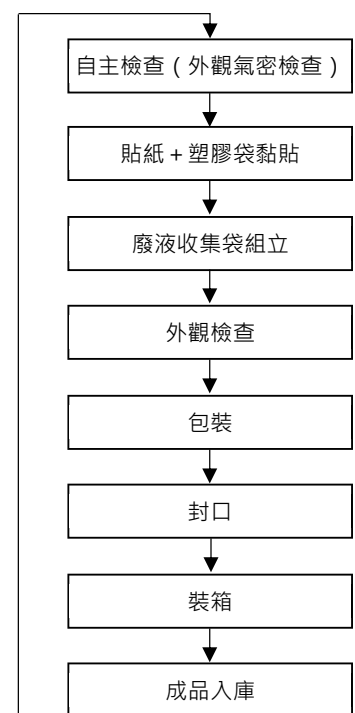 自主檢查（外觀氣密檢查）
貼紙＋塑膠袋黏貼
廢液收集袋組立
外觀檢查
包裝
封口
裝箱
成品入庫